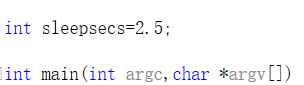 int sleepsecs=2.5;
int main(int argc,char *argv[])